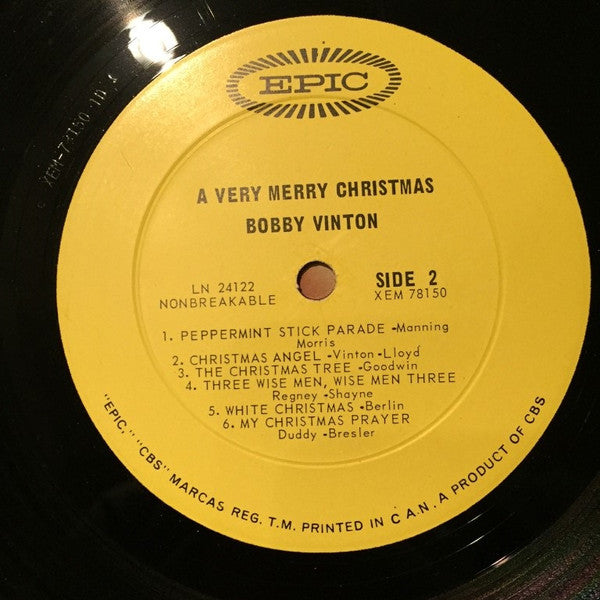 EPIC
A VERY MERRY CHRISTMAS
BOBBY VINTON
LN 24122
NONBREAKABLE
SIDE 2
XEM 78150
1. PEPPERMINT STICK PARADE -Manning
Morris
2. CHRISTMAS ANGEL -Vinton-Lloyd
3. THE CHRISTMAS TREE -Goodwin
4. THREE WISE MEN, WISE MEN THREE
Regney-Shayne
5. WHITE CHRISTMAS -Berlin
6. MY CHRISTMAS PRAYER
Duddy-Bresler
"EPIC," "CBS" MARCAS REG. T.M. PRINTED IN C A N. A PRODUCT OF CBS
XEM-78150-1D